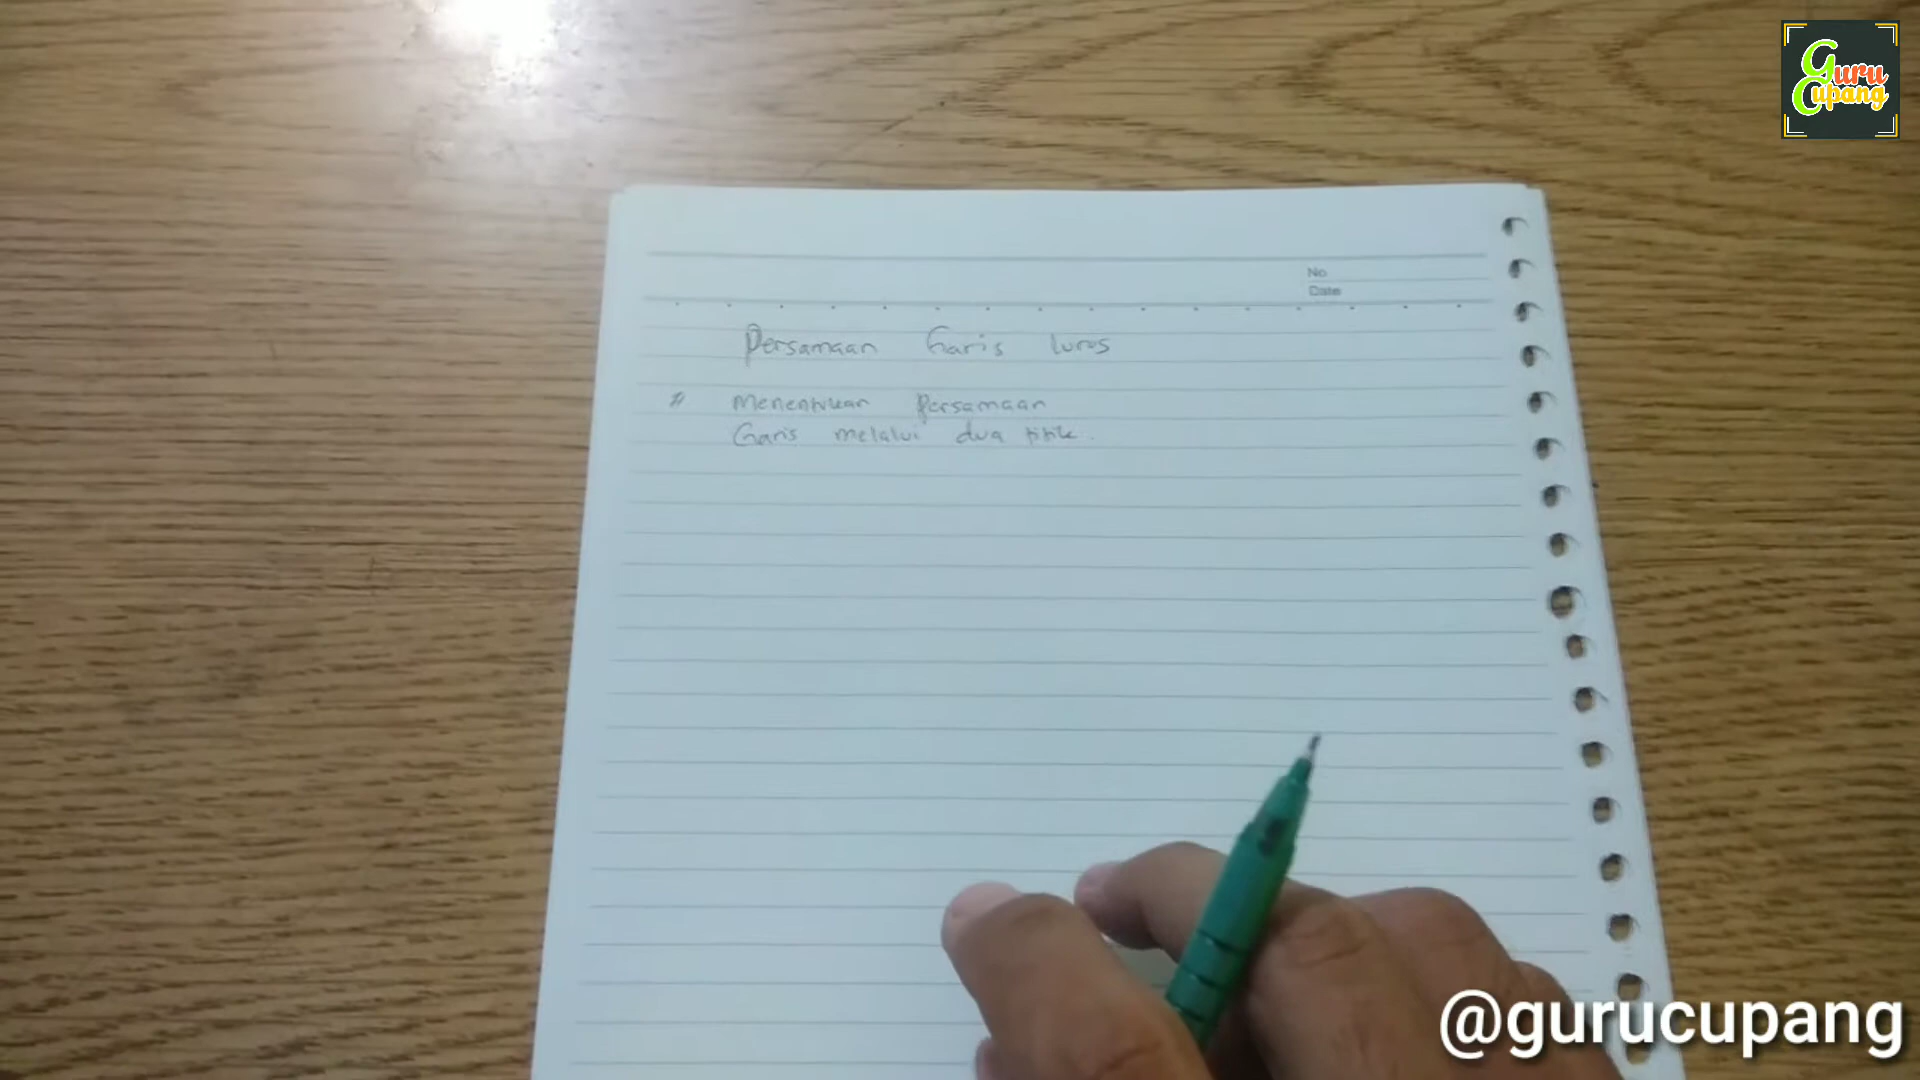 Guru
Cupang
No
Date
Persamaan Garis lurus
# Menentukan Persamaan
Garis melalui dua titik.
@gurucupang